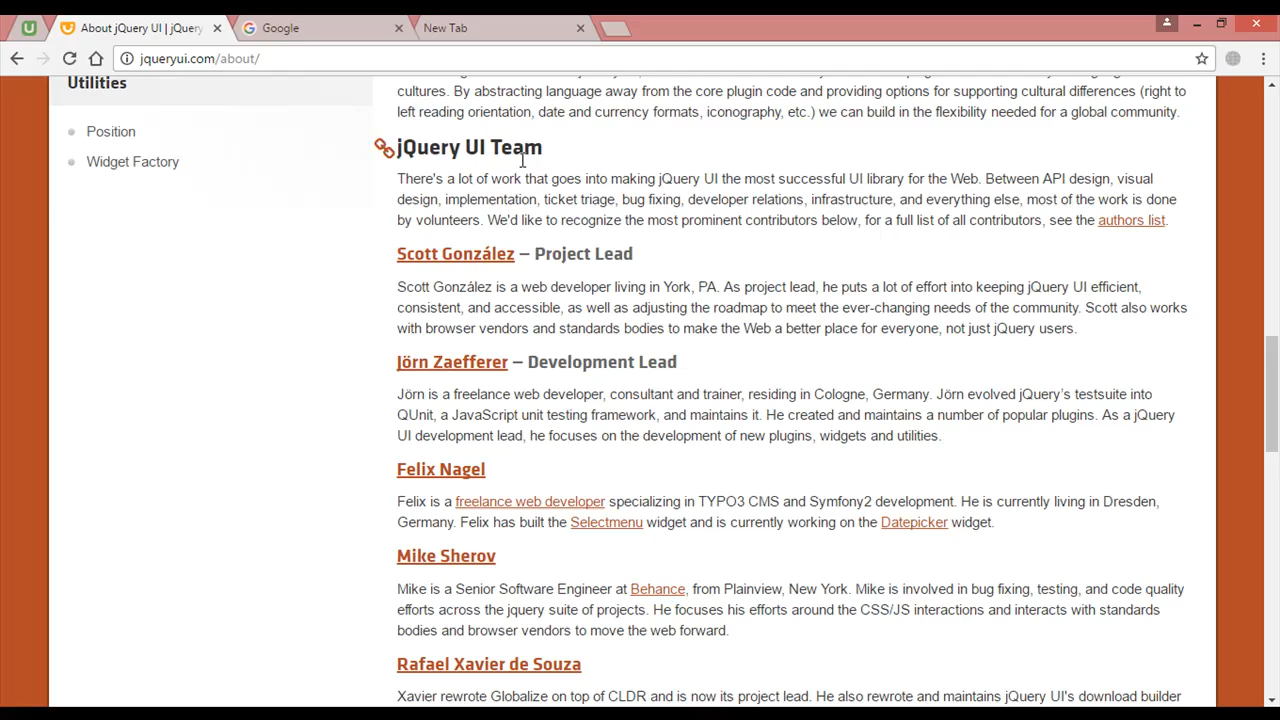 About jQuery UI | jQuery
Google
New Tab
jqueryui.com/about/
Utilities
Position
Widget Factory
cultures. By abstracting language away from the core plugin code and providing options for supporting cultural differences (right to
left reading orientation, date and currency formats, iconography, etc.) we can build in the flexibility needed for a global community.
jQuery UI Team
There's a lot of work that goes into making jQuery UI the most successful UI library for the Web. Between API design, visual
design, implementation, ticket triage, bug fixing, developer relations, infrastructure, and everything else, most of the work is done
by volunteers. We'd like to recognize the most prominent contributors below, for a full list of all contributors, see the authors list.
Scott González – Project Lead
Scott González is a web developer living in York, PA. As project lead, he puts a lot of effort into keeping jQuery UI efficient,
consistent, and accessible, as well as adjusting the roadmap to meet the ever-changing needs of the community. Scott also works
with browser vendors and standards bodies to make the Web a better place for everyone, not just jQuery users.
Jörn Zaefferer – Development Lead
Jörn is a freelance web developer, consultant and trainer, residing in Cologne, Germany. Jörn evolved jQuery's testsuite into
QUnit, a JavaScript unit testing framework, and maintains it. He created and maintains a number of popular plugins. As a jQuery
UI development lead, he focuses on the development of new plugins, widgets and utilities.
Felix Nagel
Felix is a freelance web developer specializing in TYPO3 CMS and Symfony2 development. He is currently living in Dresden,
Germany. Felix has built the Selectmenu widget and is currently working on the Datepicker widget.
Mike Sherov
Mike is a Senior Software Engineer at Behance, from Plainview, New York. Mike is involved in bug fixing, testing, and code quality
efforts across the jquery suite of projects. He focuses his efforts around the CSS/JS interactions and interacts with standards
bodies and browser vendors to move the web forward.
Rafael Xavier de Souza
Xavier rewrote Globalize on top of CLDR and is now its project lead. He also rewrote and maintains jQuery UI's download builder